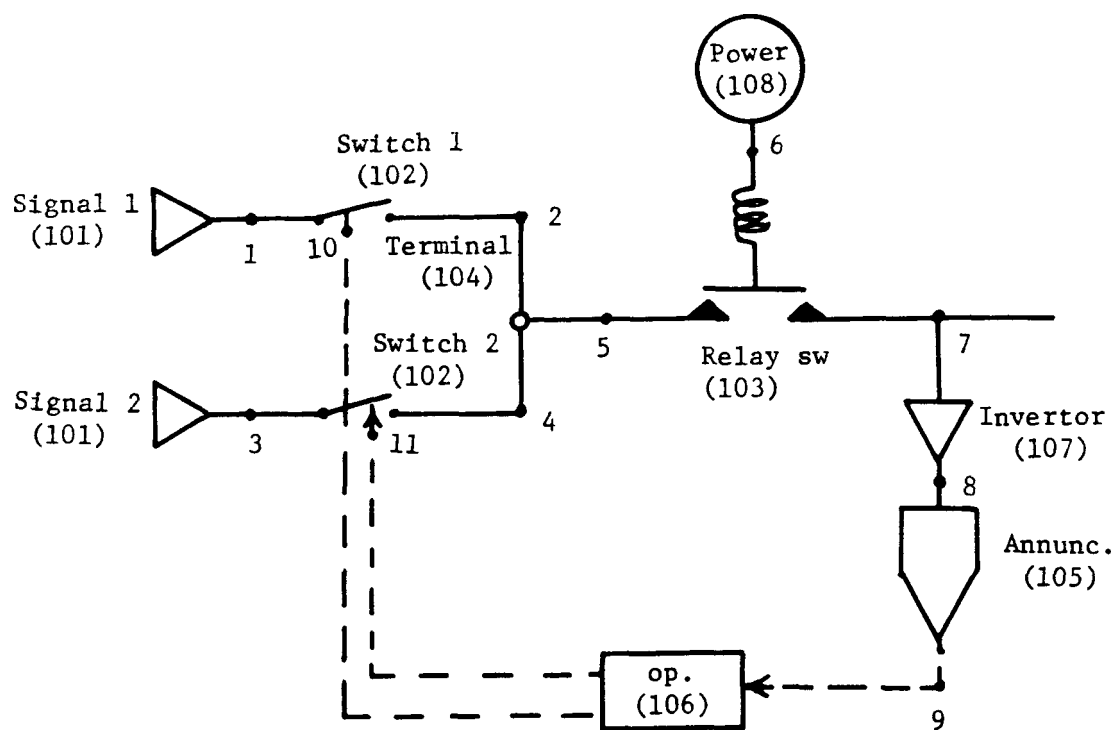 Power
(108)
6
Switch 1
(102)
Signal 1
(101)
1
10
2
Terminal
(104)
Switch 2
(102)
5
Relay sw
(103)
7
Signal 2
(101)
3
11
4
Invertor
(107)
8
Annunc.
(105)
op.
(106)
9